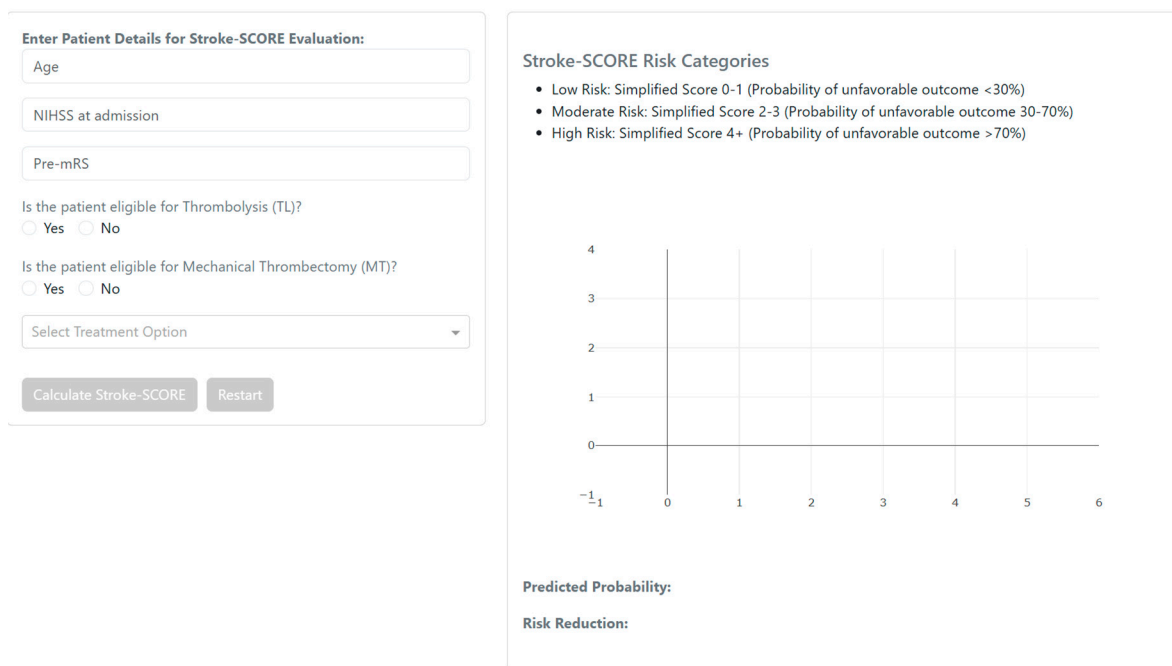 Enter Patient Details for Stroke-SCORE Evaluation:
Age
NIHSS at admission
Pre-mRS
Is the patient eligible for Thrombolysis (TL)?
Yes No
Is the patient eligible for Mechanical Thrombectomy (MT)?
Yes No
Select Treatment Option
Calculate Stroke-SCORE Restart
Stroke-SCORE Risk Categories
• Low Risk: Simplified Score 0-1 (Probability of unfavorable outcome <30%)
• Moderate Risk: Simplified Score 2-3 (Probability of unfavorable outcome 30-70%)
• High Risk: Simplified Score 4+ (Probability of unfavorable outcome >70%)
4
3
2
1
0
−1
−1 0 1 2 3 4 5 6
Predicted Probability:
Risk Reduction: